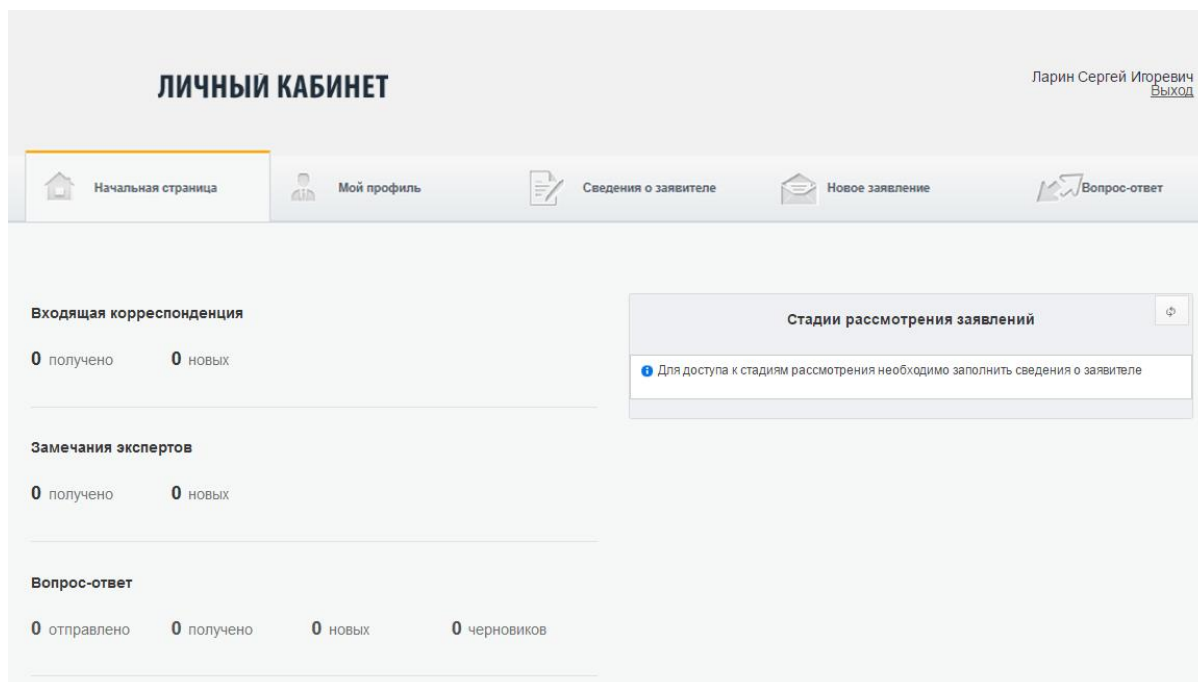 ЛИЧНЫЙ КАБИНЕТ
Ларин Сергей Игоревич
Выход
Начальная страница
Мой профиль
Сведения о заявителе
Новое заявление
Вопрос-ответ
Входящая корреспонденция
0 получено 0 новых
Замечания экспертов
0 получено 0 новых
Вопрос-ответ
0 отправлено 0 получено 0 новых 0 черновиков
Стадии рассмотрения заявлений
Для доступа к стадиям рассмотрения необходимо заполнить сведения о заявителе